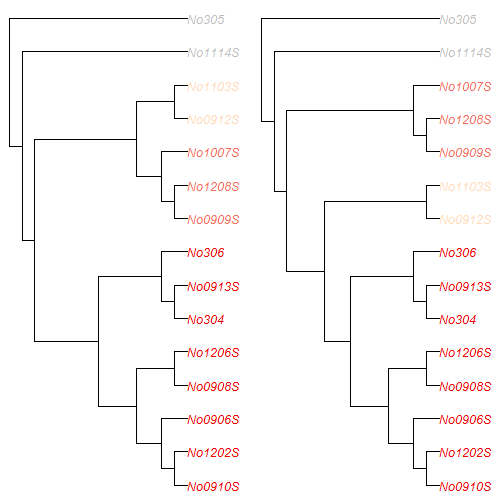 No305
No1114S
No1103S
No0912S
No1007S
No1208S
No0909S
No306
No0913S
No304
No1206S
No0908S
No0906S
No1202S
No0910S
No305
No1114S
No1007S
No1208S
No0909S
No1103S
No0912S
No306
No0913S
No304
No1206S
No0908S
No0906S
No1202S
No0910S